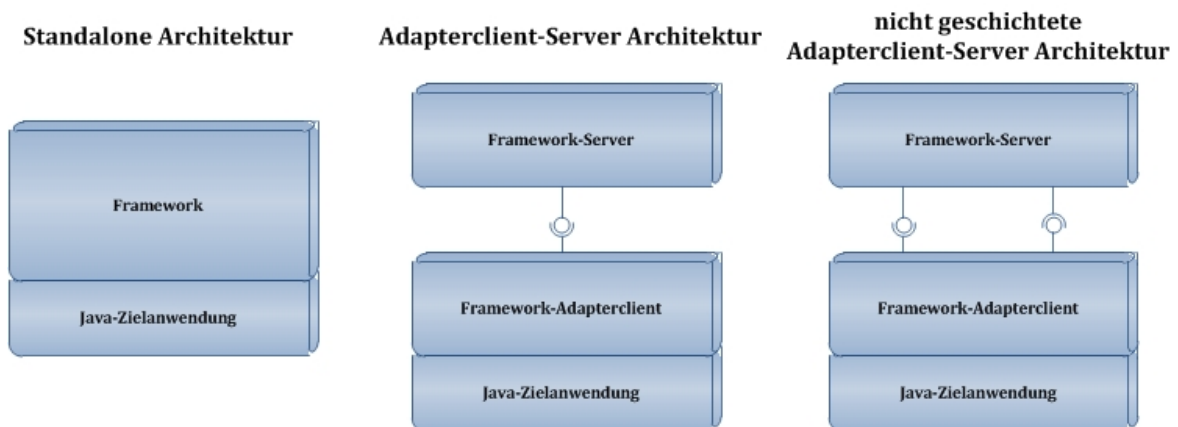 Standalone Architektur
Framework
Java-Zielanwendung
Adapterclient-Server Architektur
Framework-Server
Framework-Adapterclient
Java-Zielanwendung
nicht geschichtete
Adapterclient-Server Architektur
Framework-Server
Framework-Adapterclient
Java-Zielanwendung